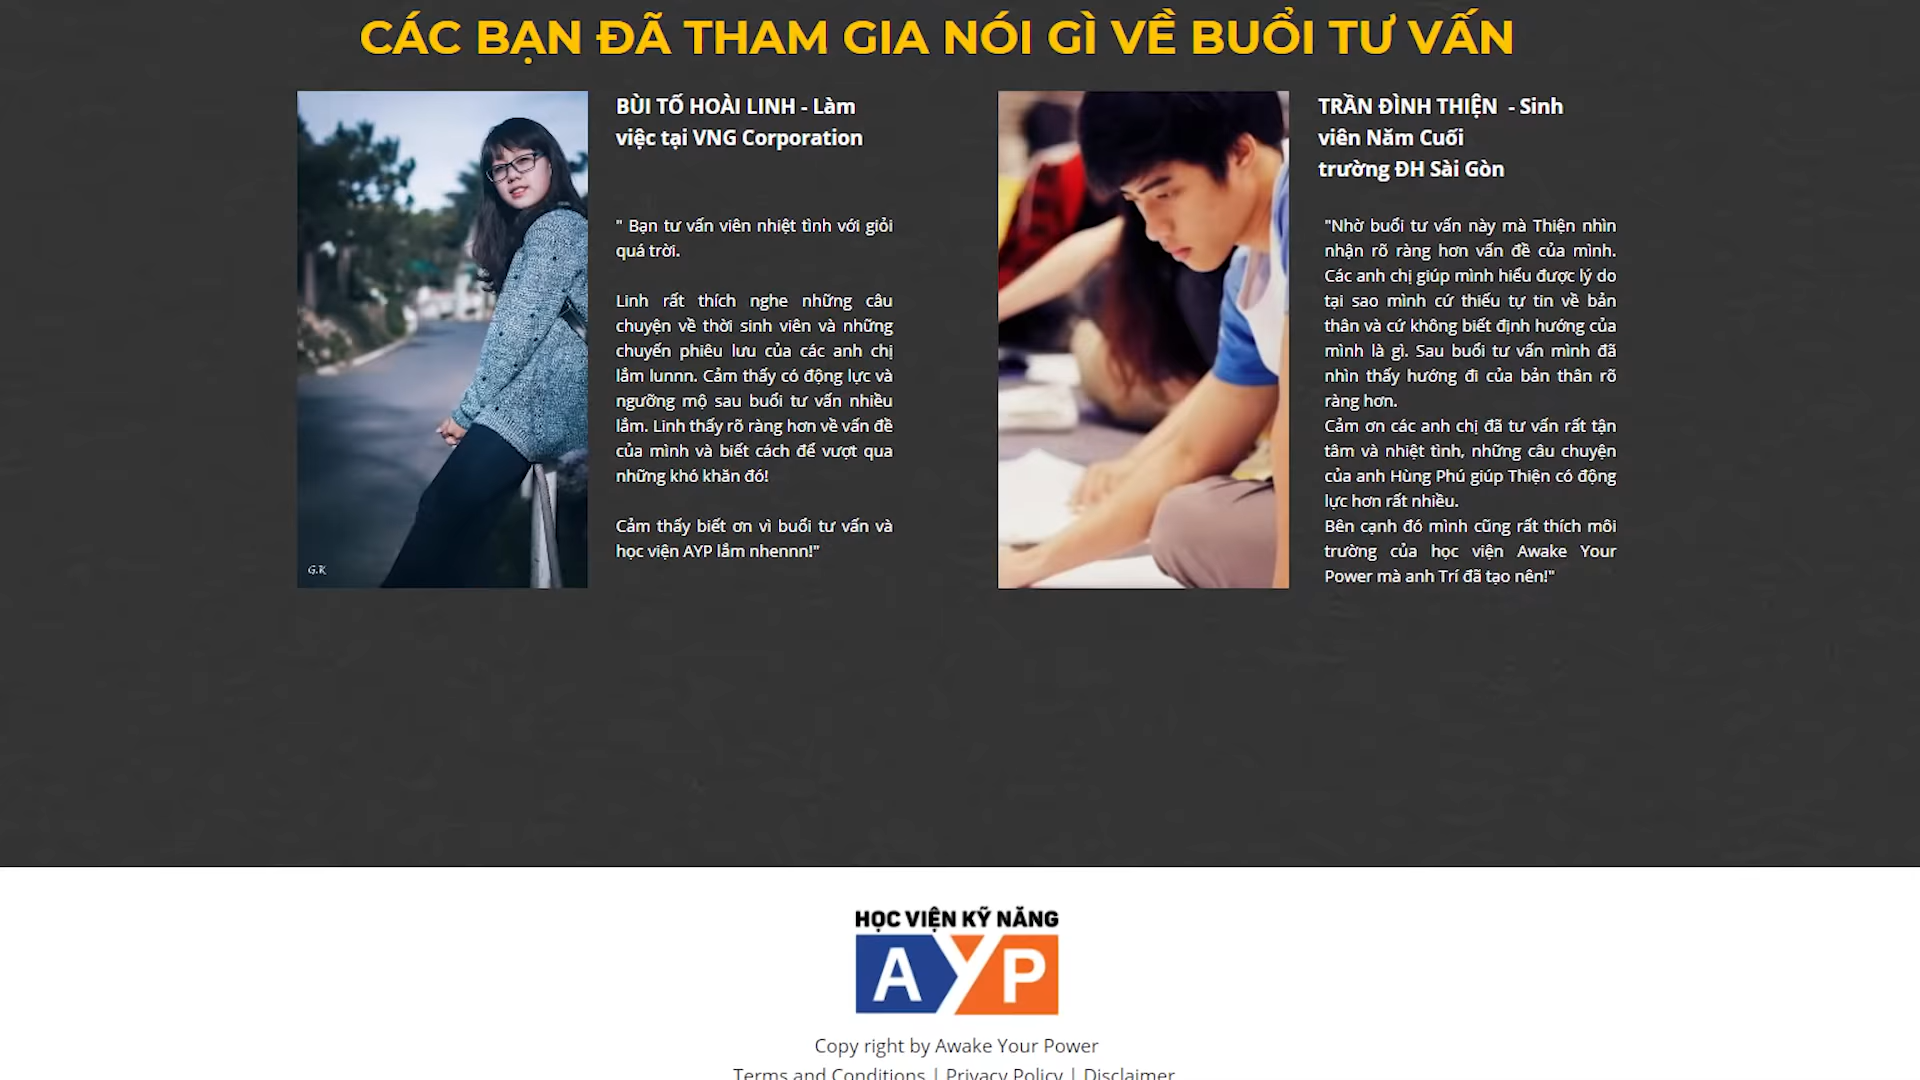 CÁC BẠN ĐÃ THAM GIA NÓI GÌ VỀ BUỔI TƯ VẤN
BÙI TỐ HOÀI LINH - Làm
việc tại VNG Corporation
" Bạn tư vấn viên nhiệt tình với giỏi
quá trời.
Linh rất thích nghe những câu
chuyện về thời sinh viên và những
chuyến phiêu lưu của các anh chị
lắm lunnn. Cảm thấy có động lực và
ngưỡng mộ sau buổi tư vấn nhiều
lắm. Linh thấy rõ ràng hơn về vấn đề
của mình và biết cách để vượt qua
những khó khăn đó!
Cảm thấy biết ơn vì buổi tư vấn và
học viện AYP lắm nhennn!"
G.K
TRẦN ĐÌNH THIỆN - Sinh
viên Năm Cuối
trường ĐH Sài Gòn
"Nhờ buổi tư vấn này mà Thiện nhìn
nhận rõ ràng hơn vấn đề của mình.
Các anh chị giúp mình hiểu được lý do
tại sao mình cứ thiếu tự tin về bản
thân và cứ không biết định hướng của
mình là gì. Sau buổi tư vấn mình đã
nhìn thấy hướng đi của bản thân rõ
ràng hơn.
Cảm ơn các anh chị đã tư vấn rất tận
tâm và nhiệt tình, những câu chuyện
của anh Hùng Phú giúp Thiện có động
lực hơn rất nhiều.
Bên cạnh đó mình cũng rất thích môi
trường của học viện Awake Your
Power mà anh Trí đã tạo nên!"
HỌC VIỆN KỸ NĂNG
AYP
Copy right by Awake Your Power
Terms and Conditions | Privacy Policy | Disclaimer